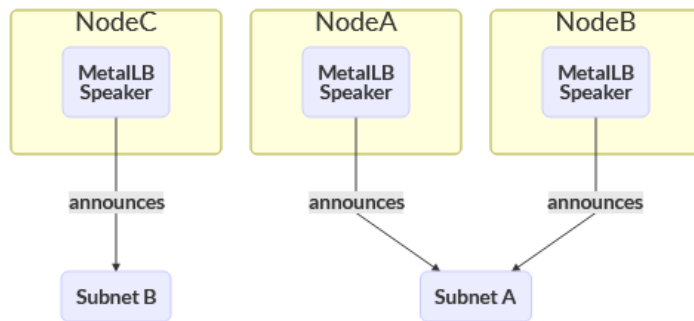 NodeC
NodeA
NodeB
MetalLB
Speaker
MetalLB
Speaker
MetalLB
Speaker
announces
announces
announces
Subnet B
Subnet A